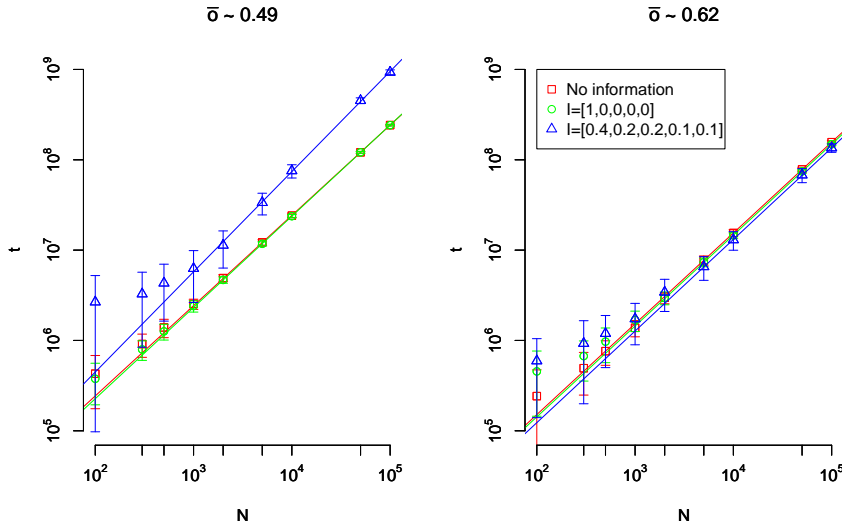 σ̄ ~ 0.49
10⁹
10⁸
10⁷
10⁶
10⁵
t
10² 10³ 10⁴ 10⁵
N
σ̄ ~ 0.62
No information
I=[1,0,0,0,0]
I=[0.4,0.2,0.2,0.1,0.1]
10⁹
10⁸
10⁷
10⁶
10⁵
t
10² 10³ 10⁴ 10⁵
N